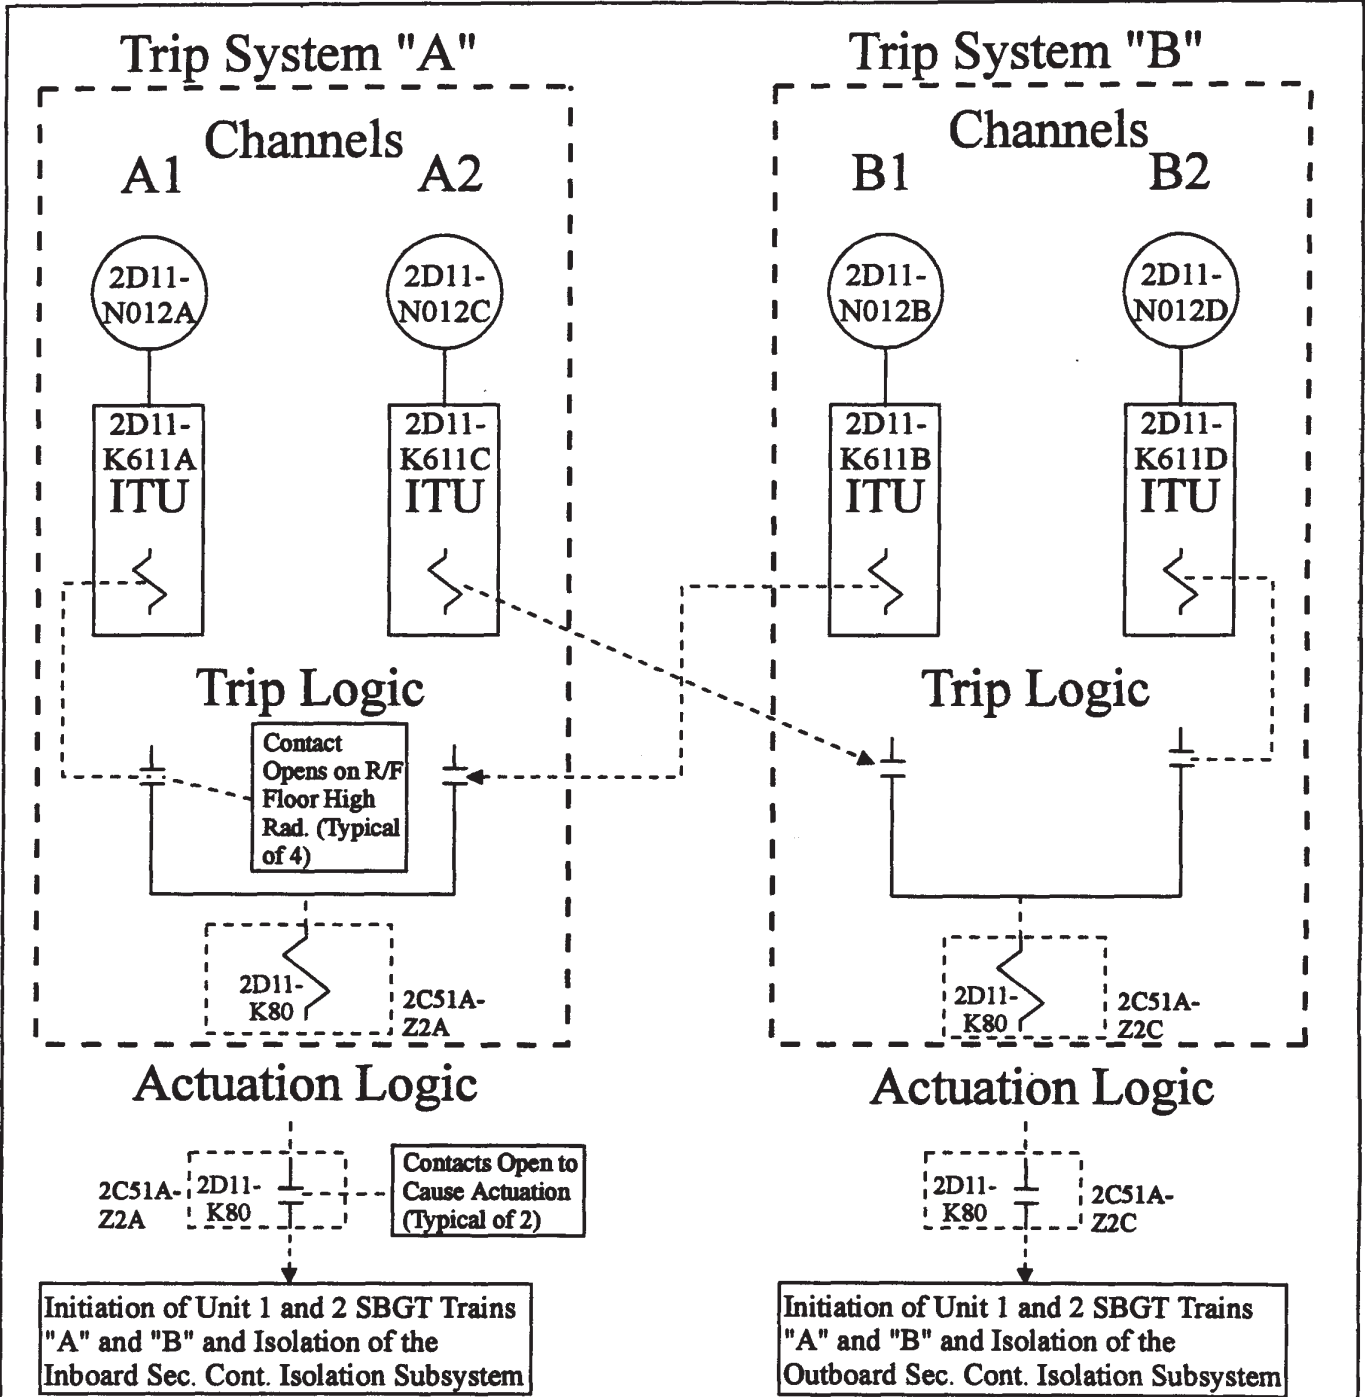 Trip System "A"
Channels
A1
A2
2D11-
N012A
2D11-
N012C
2D11-
K611A
ITU
2D11-
K611C
ITU
Trip Logic
Contact
Opens on R/F
Floor High
Rad. (Typical
of 4)
2D11-
K80
2C51A-
Z2A
Actuation Logic
2C51A-
Z2A
2D11-
K80
Contacts Open to
Cause Actuation
(Typical of 2)
Initiation of Unit 1 and 2 SBGT Trains
"A" and "B" and Isolation of the
Inboard Sec. Cont. Isolation Subsystem
Trip System "B"
Channels
B1
B2
2D11-
N012B
2D11-
N012D
2D11-
K611B
ITU
2D11-
K611D
ITU
Trip Logic
2D11-
K80
2C51A-
Z2C
Actuation Logic
2D11-
K80
2C51A-
Z2C
Initiation of Unit 1 and 2 SBGT Trains
"A" and "B" and Isolation of the
Outboard Sec. Cont. Isolation Subsystem